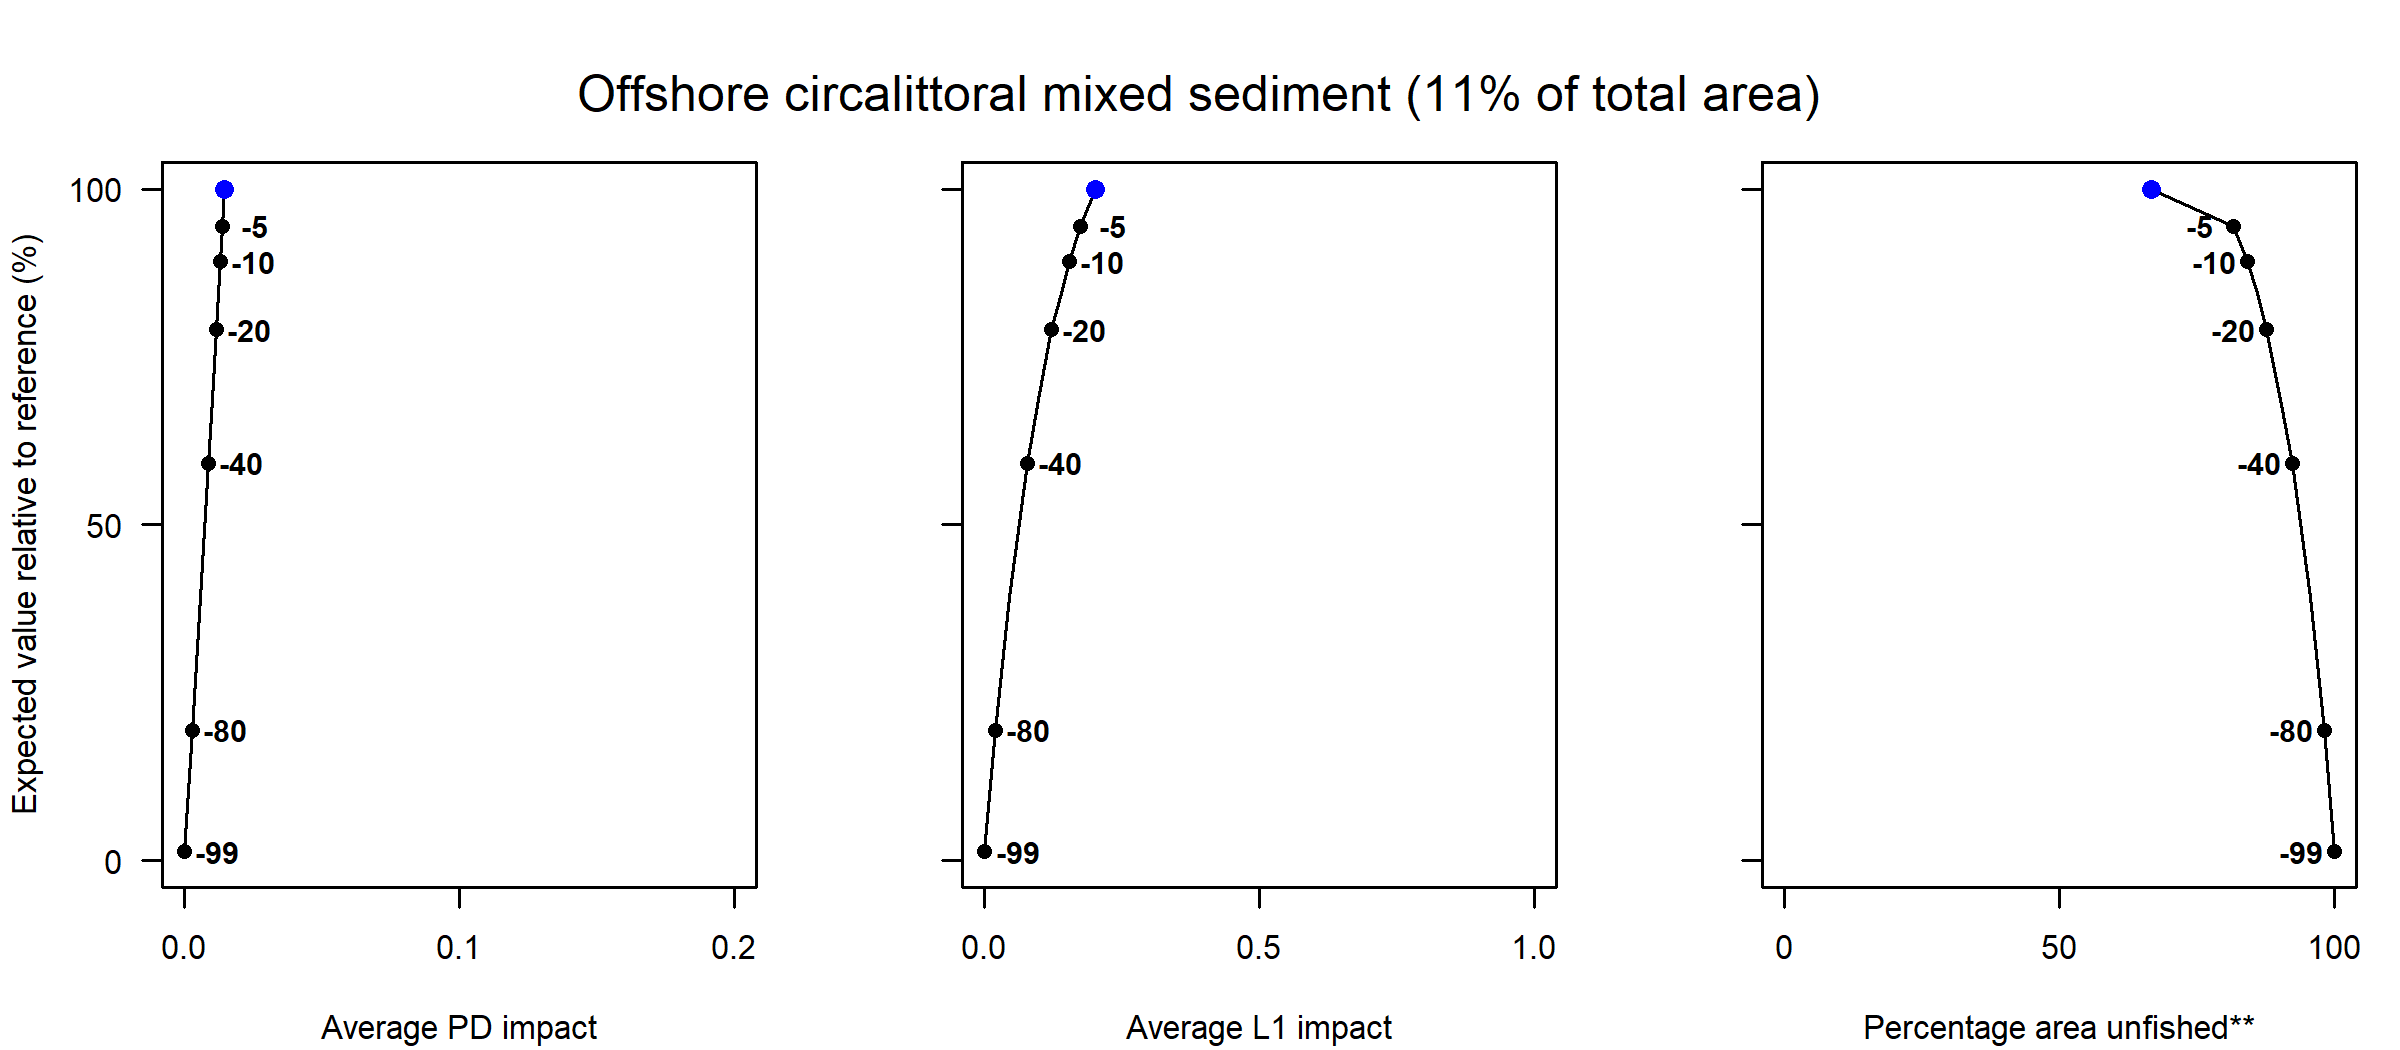 Offshore circalittoral mixed sediment (11% of total area)
Expected value relative to reference (%)
100
50
0
-5
-10
-20
-40
-80
-99
0.0 0.1 0.2
Average PD impact
-5
-10
-20
-40
-80
-99
0.0 0.5 1.0
Average L1 impact
-5
-10
-20
-40
-80
-99
0 50 100
Percentage area unfished**